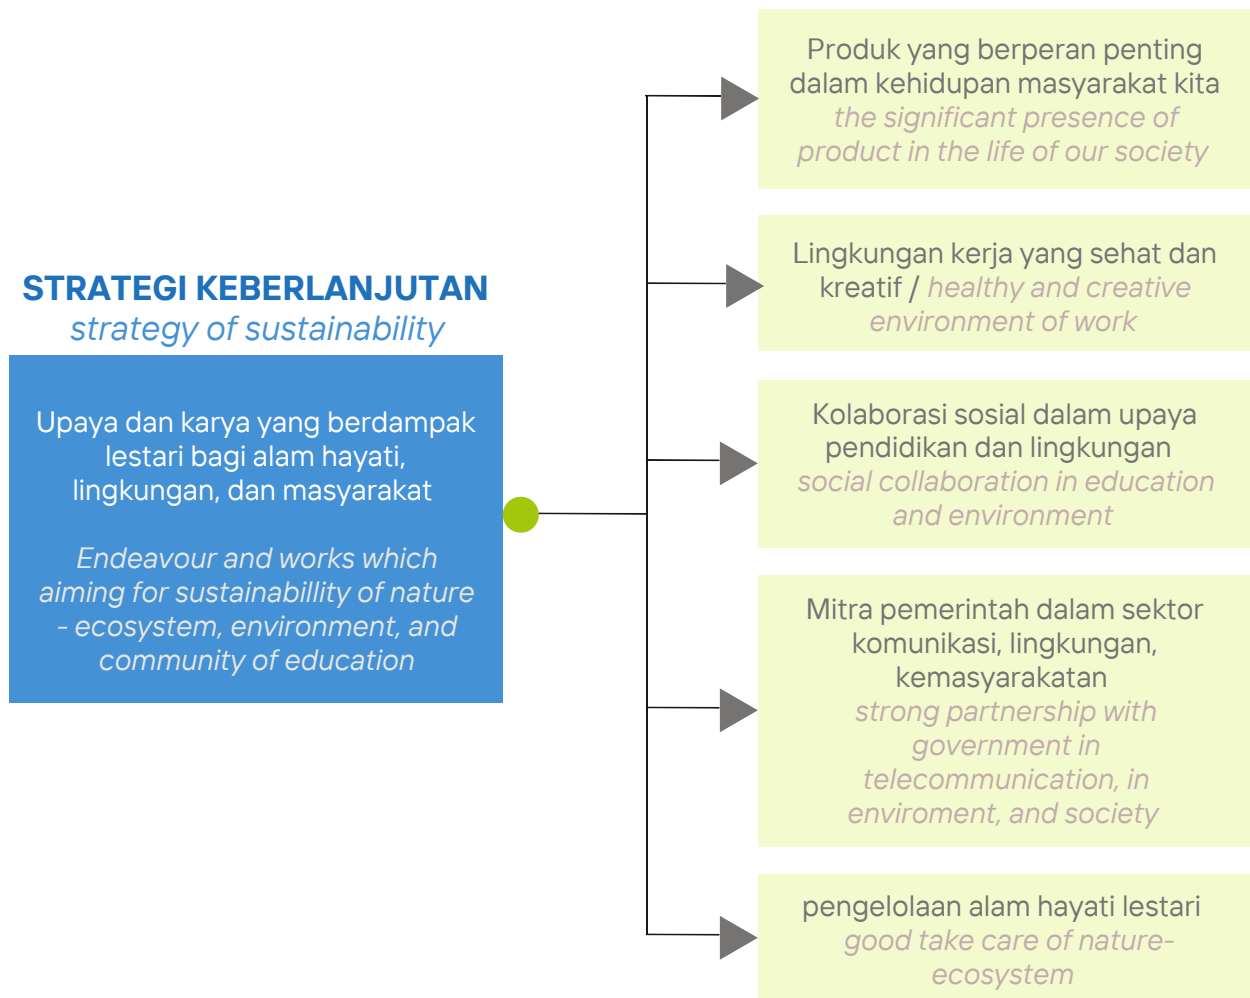 STRATEGI KEBERLANJUTAN
strategy of sustainability
Upaya dan karya yang berdampak
lestari bagi alam hayati,
lingkungan, dan masyarakat
Endeavour and works which
aiming for sustainabillity of nature
- ecosystem, environment, and
community of education
Produk yang berperan penting
dalam kehidupan masyarakat kita
the significant presence of
product in the life of our society
Lingkungan kerja yang sehat dan
kreatif / healthy and creative
environment of work
Kolaborasi sosial dalam upaya
pendidikan dan lingkungan
social collaboration in education
and environment
Mitra pemerintah dalam sektor
komunikasi, lingkungan,
kemasyarakatan
strong partnership with
government in
telecommunication, in
enviroment, and society
pengelolaan alam hayati lestari
good take care of nature-
ecosystem